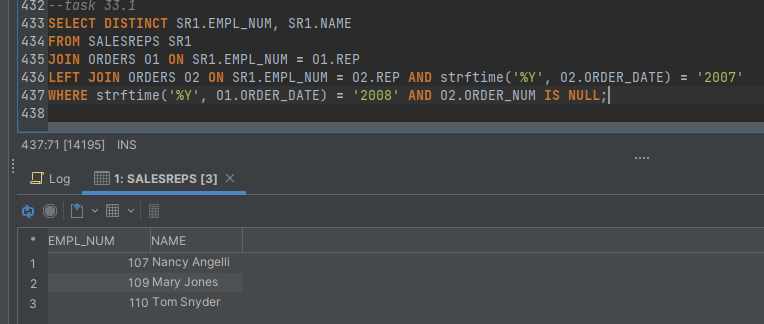 432 --task 33.1
433 SELECT DISTINCT SR1.EMPL_NUM, SR1.NAME
434 FROM SALESREPS SR1
435 JOIN ORDERS O1 ON SR1.EMPL_NUM = O1.REP
436 LEFT JOIN ORDERS O2 ON SR1.EMPL_NUM = O2.REP AND strftime('%Y', O2.ORDER_DATE) = '2007'
437 WHERE strftime('%Y', O1.ORDER_DATE) = '2008' AND O2.ORDER_NUM IS NULL;
438
437:71 [14195] INS
Log 1: SALESREPS [3]
* EMPL_NUM NAME
1 107 Nancy Angelli
2 109 Mary Jones
3 110 Tom Snyder